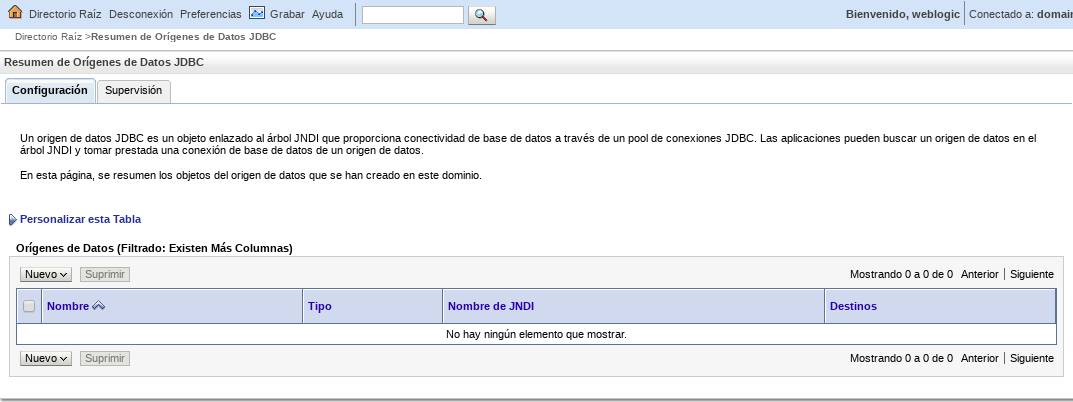 Directorio Raíz Desconexión Preferencias Grabar Ayuda Bienvenido, weblogic Conectado a: domain
Directorio Raíz >Resumen de Orígenes de Datos JDBC
Resumen de Orígenes de Datos JDBC
Configuración Supervisión
Un origen de datos JDBC es un objeto enlazado al árbol JNDI que proporciona conectividad de base de datos a través de un pool de conexiones JDBC. Las aplicaciones pueden buscar un origen de datos en el
árbol JNDI y tomar prestada una conexión de base de datos de un origen de datos.
En esta página, se resumen los objetos del origen de datos que se han creado en este dominio.
Personalizar esta Tabla
Orígenes de Datos (Filtrado: Existen Más Columnas)
Nuevo Suprimir Mostrando 0 a 0 de 0 Anterior Siguiente
Nombre Tipo Nombre de JNDI Destinos
No hay ningún elemento que mostrar.
Nuevo Suprimir Mostrando 0 a 0 de 0 Anterior Siguiente